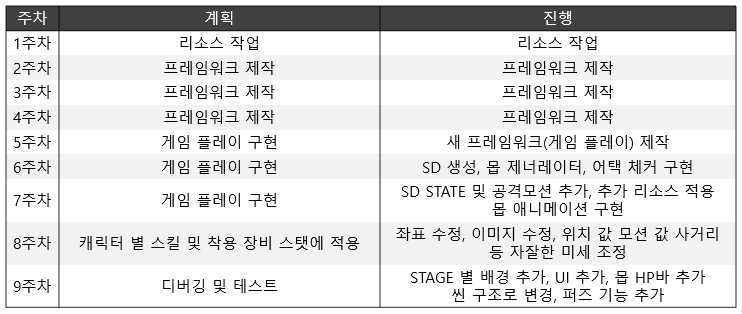 주차 계획 진행
1주차 리소스 작업 리소스 작업
2주차 프레임워크 제작 프레임워크 제작
3주차 프레임워크 제작 프레임워크 제작
4주차 프레임워크 제작 프레임워크 제작
5주차 게임 플레이 구현 새 프레임워크(게임 플레이) 제작
6주차 게임 플레이 구현 SD 생성, 몹 제너레이터, 어택 체커 구현
7주차 게임 플레이 구현 SD STATE 및 공격모션 추가, 추가 리소스 적용
몹 애니메이션 구현
8주차 캐릭터 별 스킬 및 착용 장비 스탯에 적용 좌표 수정, 이미지 수정, 위치 값 모션 값 사거리
등 자잘한 미세 조정
9주차 디버깅 및 테스트 STAGE 별 배경 추가, UI 추가, 몹 HP바 추가
씬 구조로 변경, 퍼즈 기능 추가